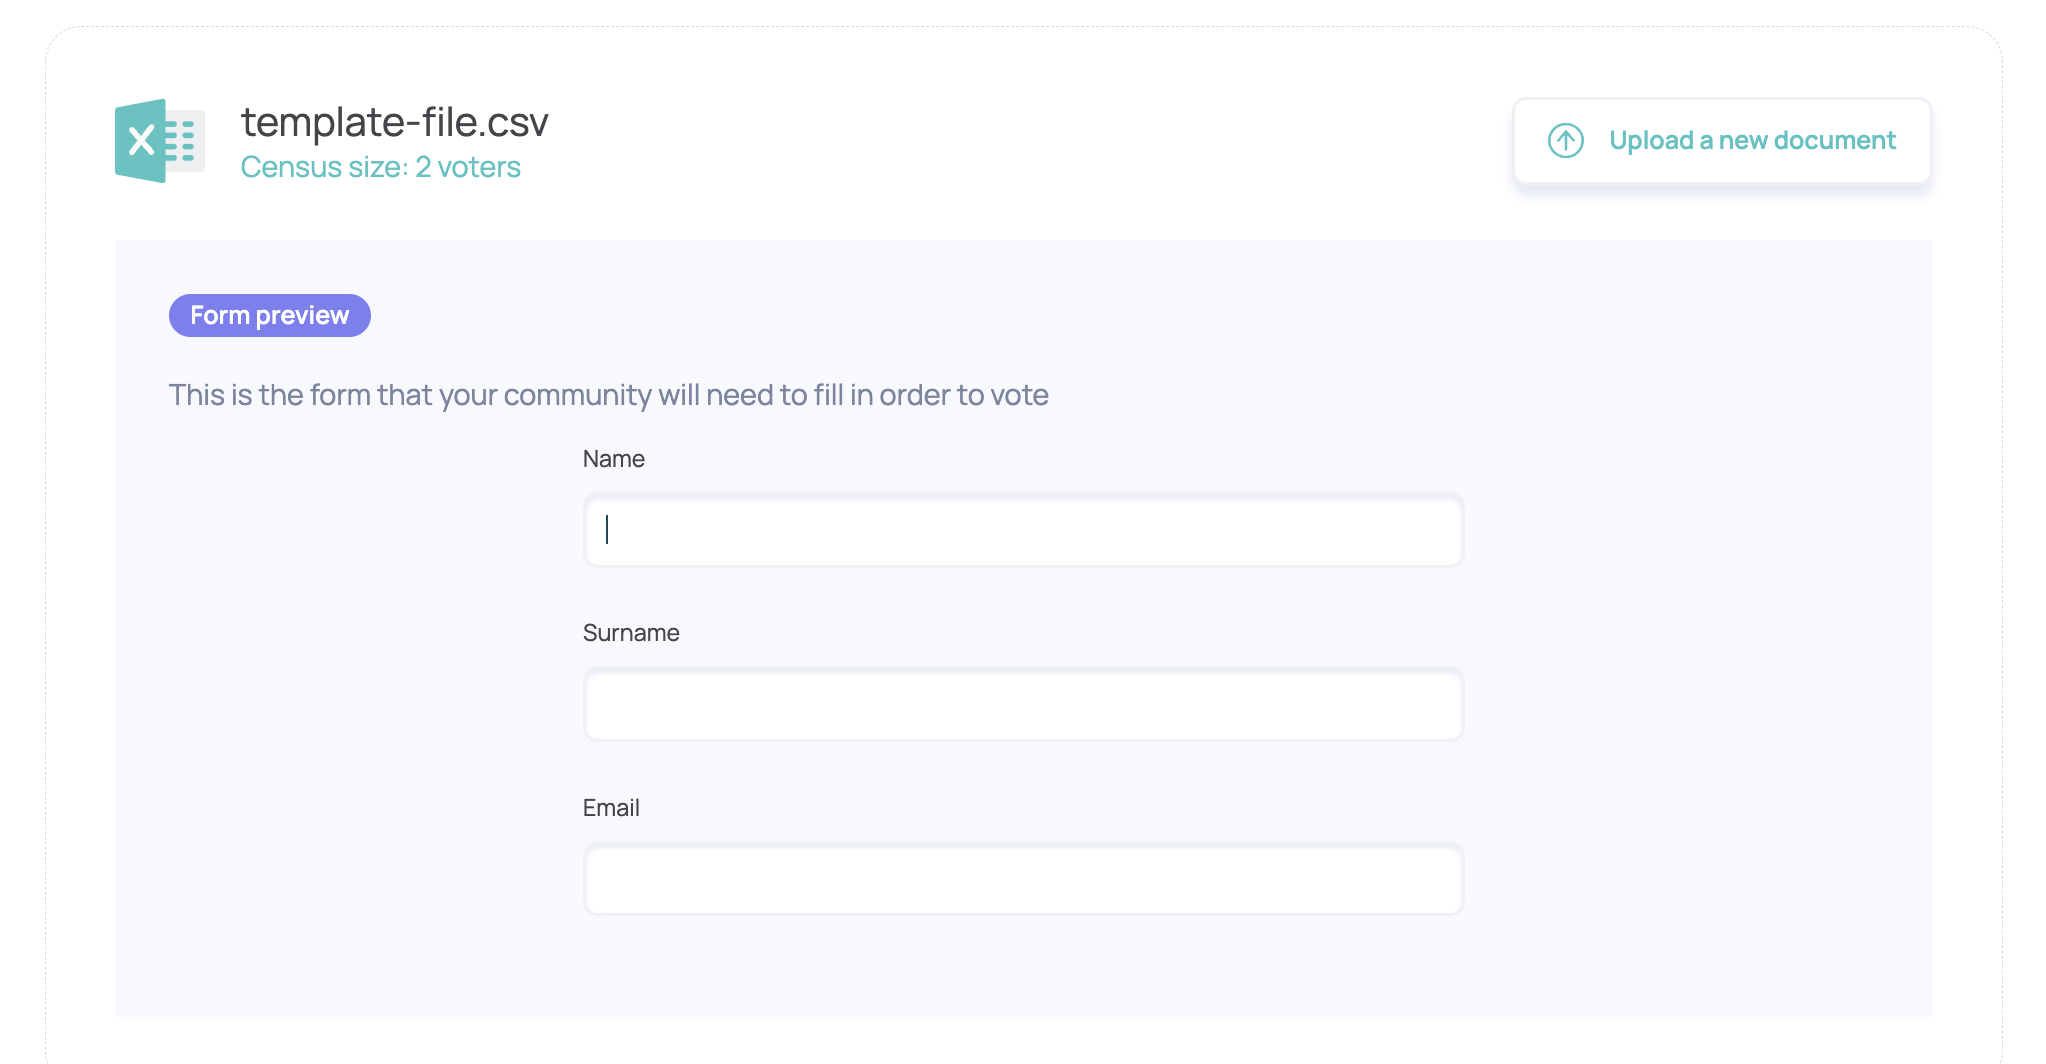 template-file.csv
Census size: 2 voters
Upload a new document
Form preview
This is the form that your community will need to fill in order to vote
Name
Surname
Email